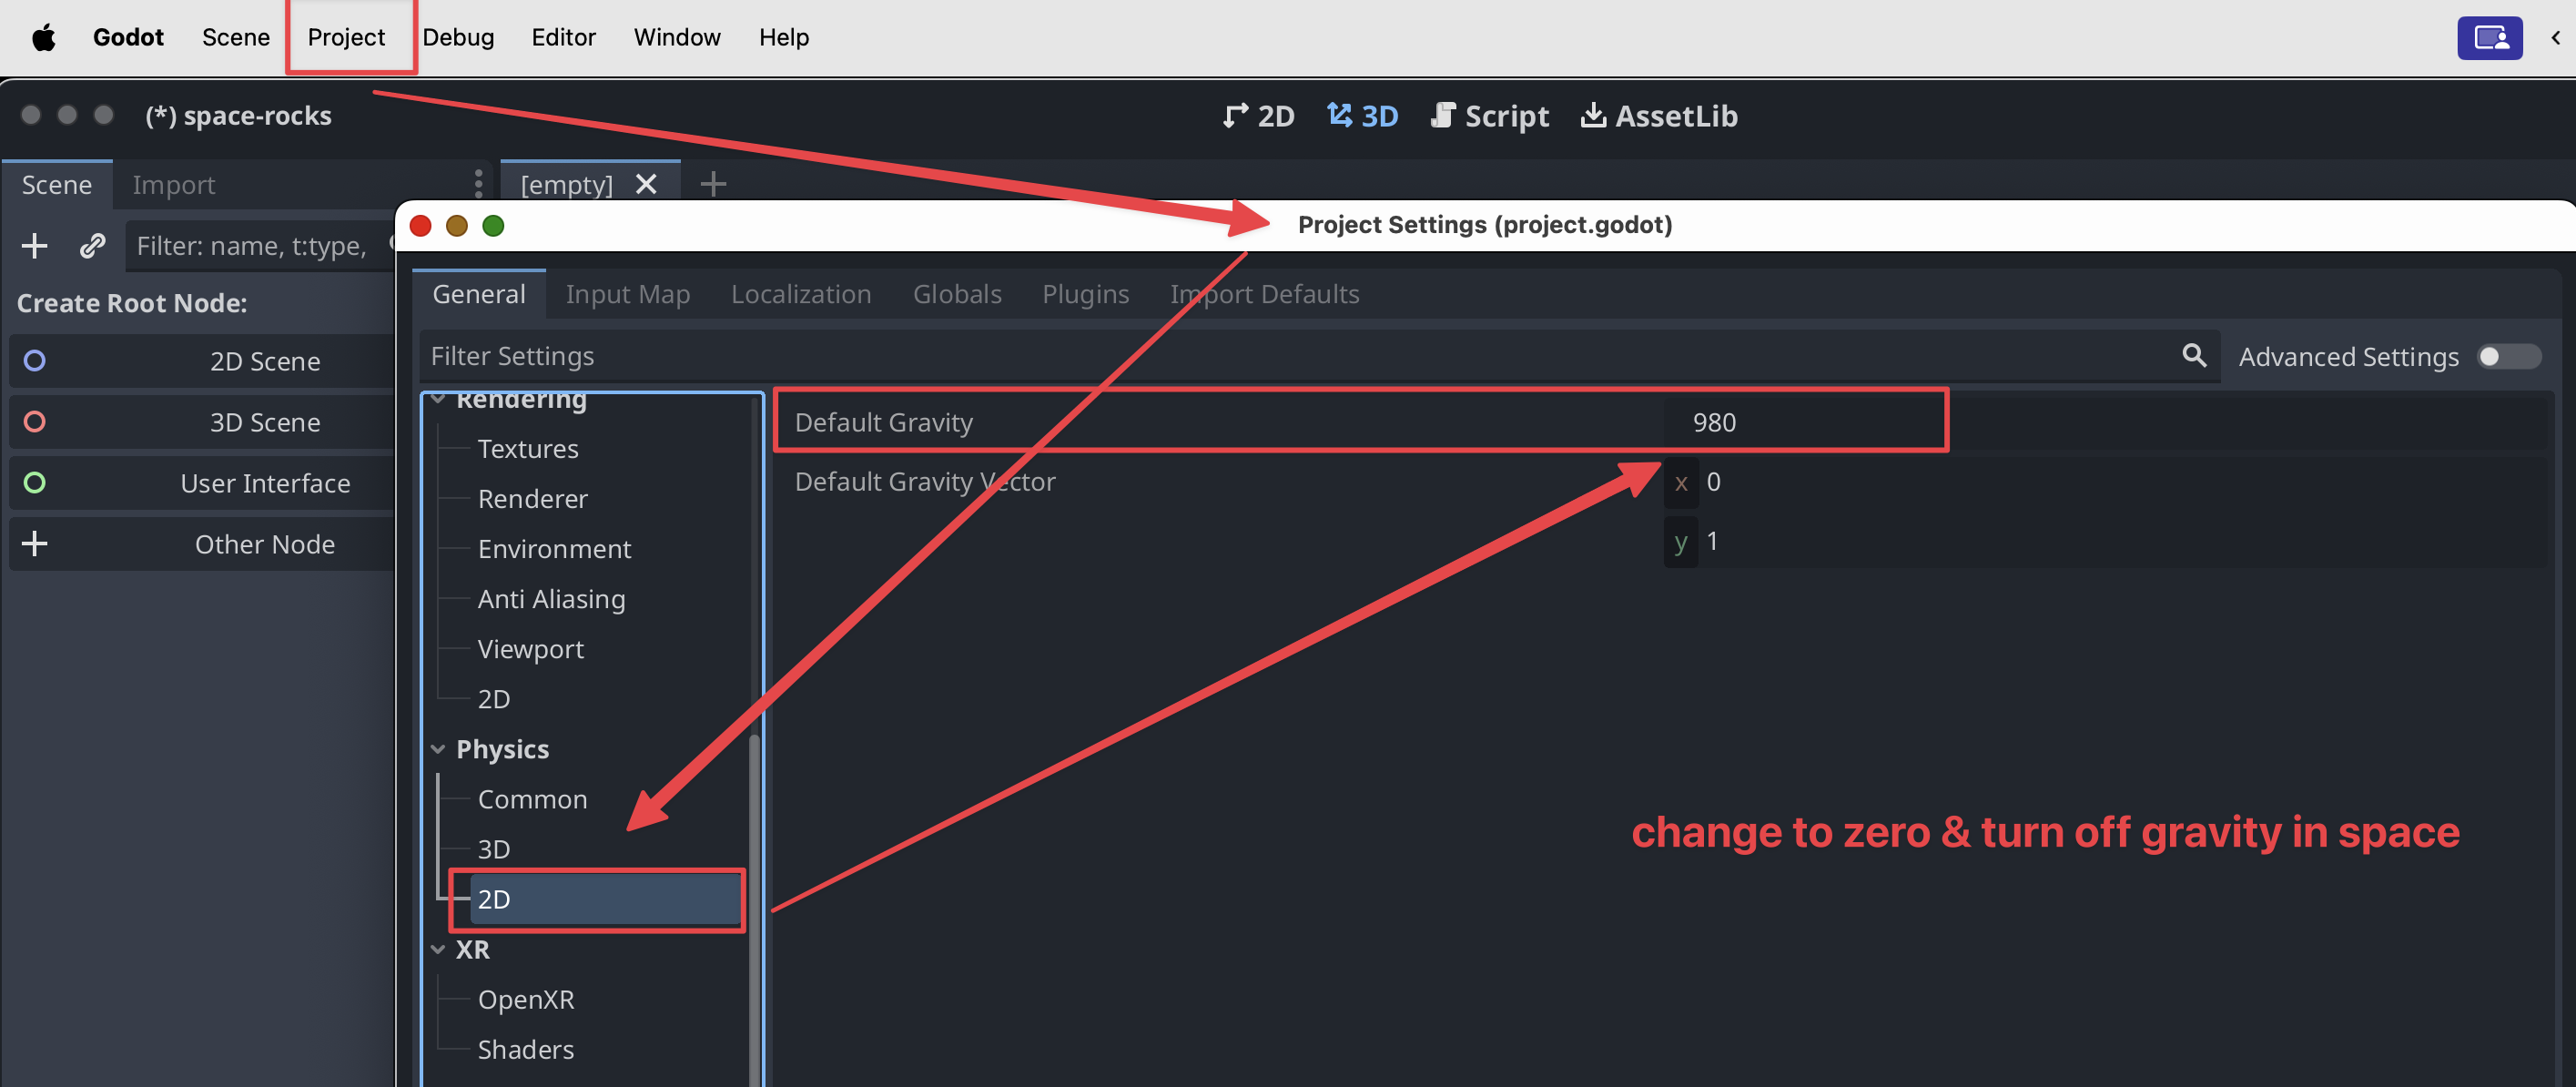 Godot Scene Project Debug Editor Window Help
(*) space-rocks 2D 3D Script AssetLib
Scene Import [empty]
Project Settings (project.godot)
Filter: name, t:type,
General Input Map Localization Globals Plugins Import Defaults
Create Root Node:
Filter Settings Advanced Settings
2D Scene
3D Scene
User Interface
Other Node
Rendering
Textures
Renderer
Environment
Anti Aliasing
Viewport
2D
Physics
Common
3D
2D
XR
OpenXR
Shaders
Default Gravity 980
Default Gravity Vector x 0
y 1
change to zero & turn off gravity in space